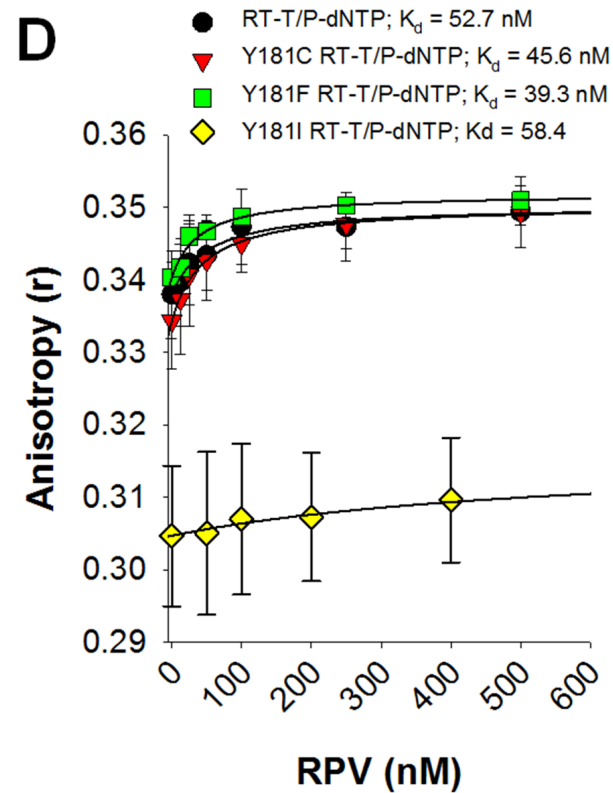 D
RT-T/P-dNTP; Kd = 52.7 nM
Y181C RT-T/P-dNTP; Kd = 45.6 nM
Y181F RT-T/P-dNTP; Kd = 39.3 nM
Y181I RT-T/P-dNTP; Kd = 58.4
0.36
0.35
0.34
0.33
0.32
0.31
0.30
0.29
Anisotropy (r)
0
100
200
300
400
500
600
RPV (nM)